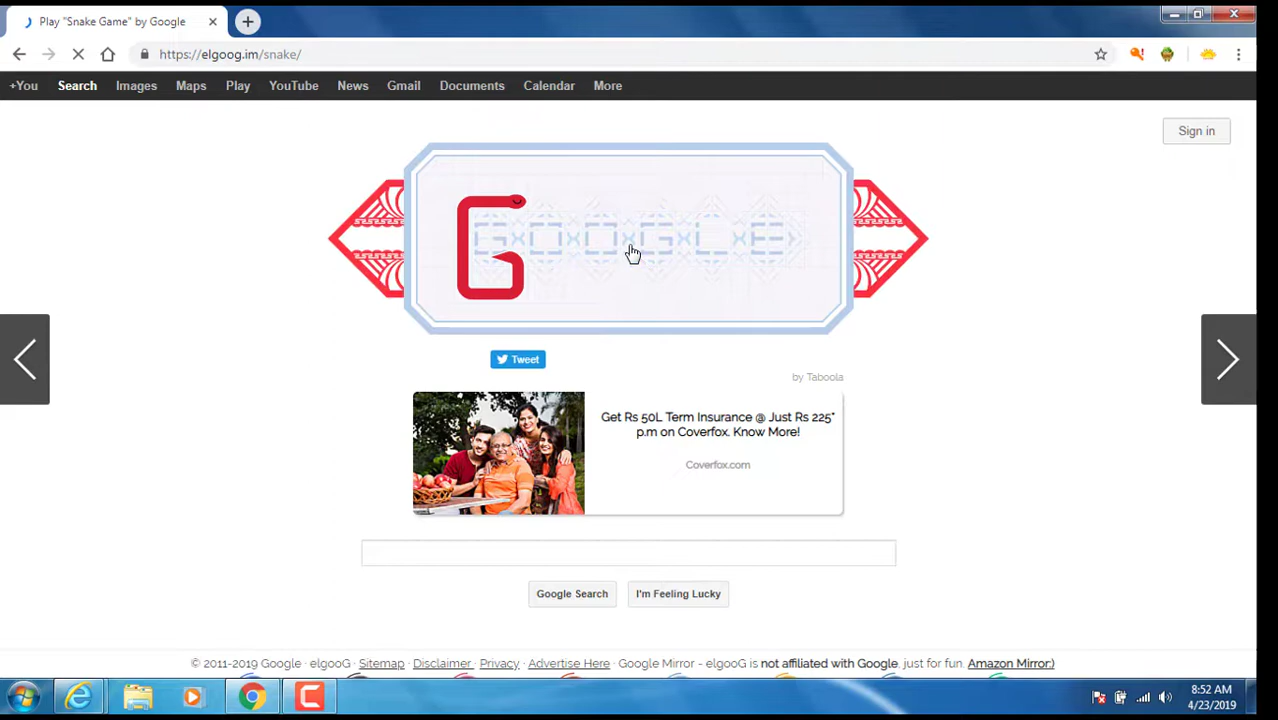 Play "Snake Game" by Google
https://elgoog.im/snake/
+You Search Images Maps Play YouTube News Gmail Documents Calendar More
Sign in
GOOGLE
Tweet
by Taboola
Get Rs 50L Term Insurance @ Just Rs 225*
p.m on Coverfox. Know More!
Coverfox.com
Google Search I'm Feeling Lucky
© 2011-2019 Google · elgooG · Sitemap · Disclaimer · Privacy · Advertise Here · Google Mirror - elgooG is not affiliated with Google, just for fun. Amazon Mirror:)
8:52 AM
4/23/2019